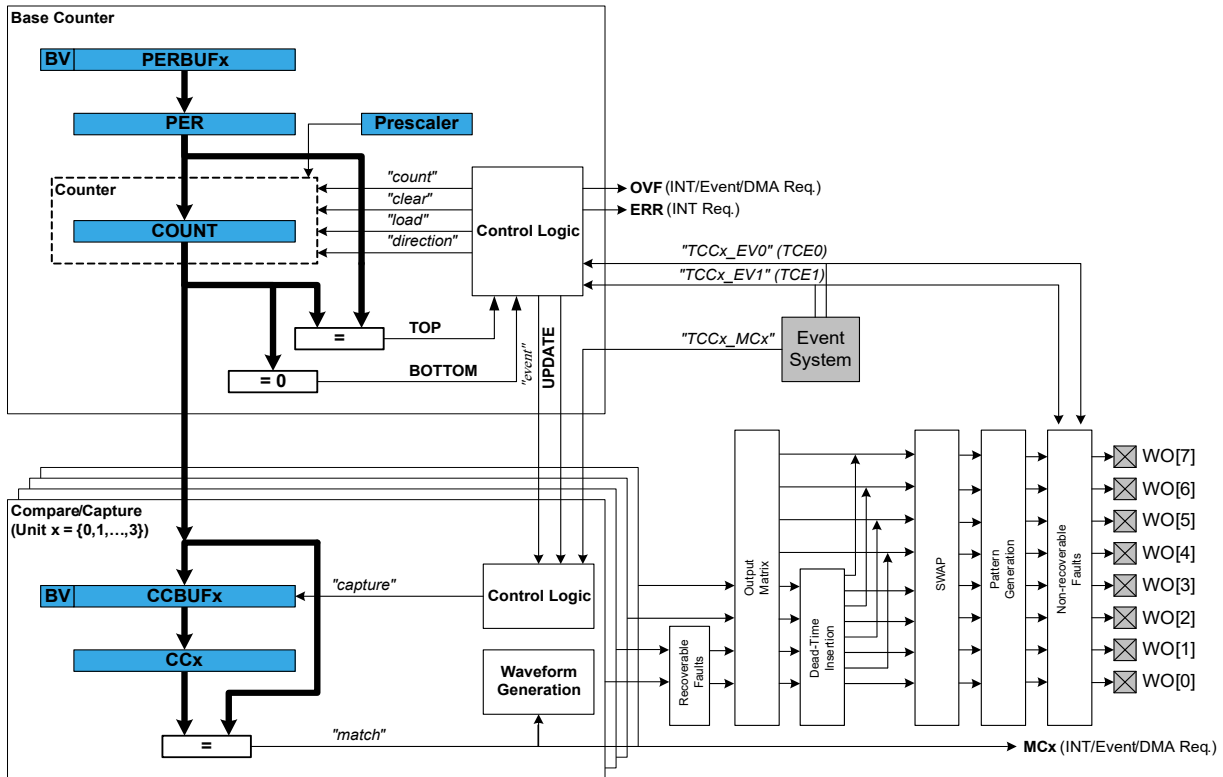 Base Counter
BV PERBUFx
PER
Prescaler
Counter
COUNT
"count"
"clear"
"load"
"direction"
Control Logic
OVF (INT/Event/DMA Req.)
ERR (INT Req.)
"TCCx_EV0" (TCE0)
"TCCx_EV1" (TCE1)
"TCCx_MCx"
Event
System
=
TOP
= 0
BOTTOM
"event"
UPDATE
Compare/Capture
(Unit x = {0,1,…,3})
BV CCBUFx
"capture"
Control Logic
CCx
Waveform
Generation
=
"match"
Recoverable
Faults
Output
Matrix
Dead-Time
Insertion
SWAP
Pattern
Generation
Non-recoverable
Faults
WO[7]
WO[6]
WO[5]
WO[4]
WO[3]
WO[2]
WO[1]
WO[0]
MCx (INT/Event/DMA Req.)